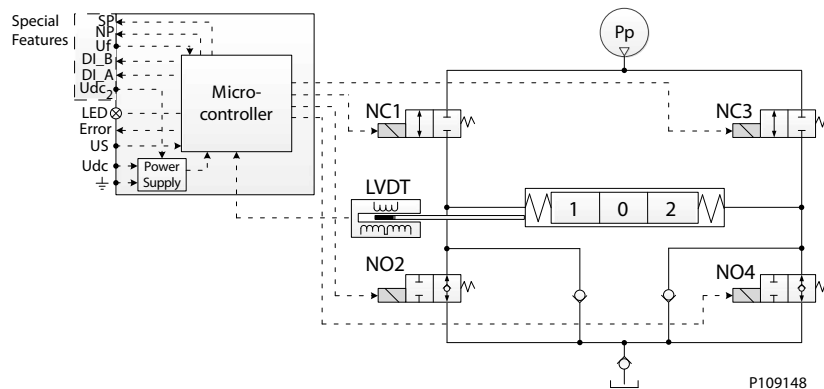 Special
Features
SP
NP
Uf
DI_B
DI_A
Udc2
LED
Error
US
Udc
Micro-
controller
Power
Supply
Pp
NC1
NC3
LVDT
1 0 2
NO2
NO4
P109148